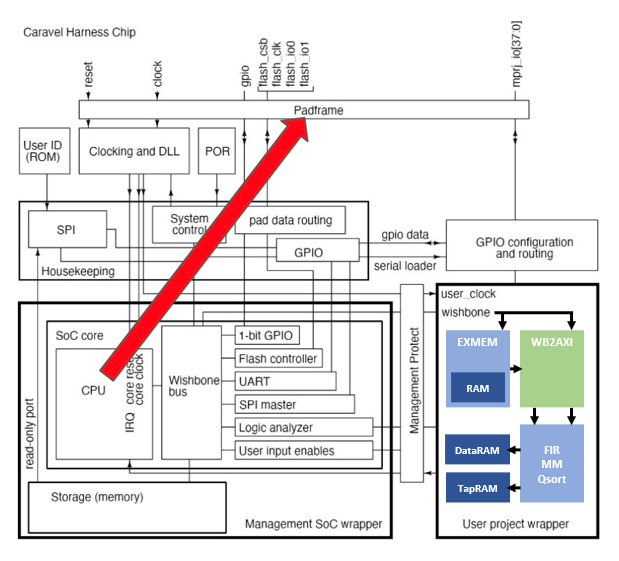 Caravel Harness Chip
reset
clock
gpio
flash_csb
flash_clk
flash_io0
flash_io1
mprj_io[37:0]
Padframe
User ID
(ROM)
Clocking and DLL
POR
SPI
System
control
pad data routing
GPIO
Housekeeping
gpio data
serial loader
GPIO configuration
and routing
user_clock
wishbone
SoC core
CPU
IRQ
core reset
core clock
Wishbone
bus
1-bit GPIO
Flash controller
UART
SPI master
Logic analyzer
User input enables
Management Protect
read-only port
Storage (memory)
Management SoC wrapper
EXMEM
RAM
WB2AXI
DataRAM
TapRAM
FIR
MM
Qsort
User project wrapper